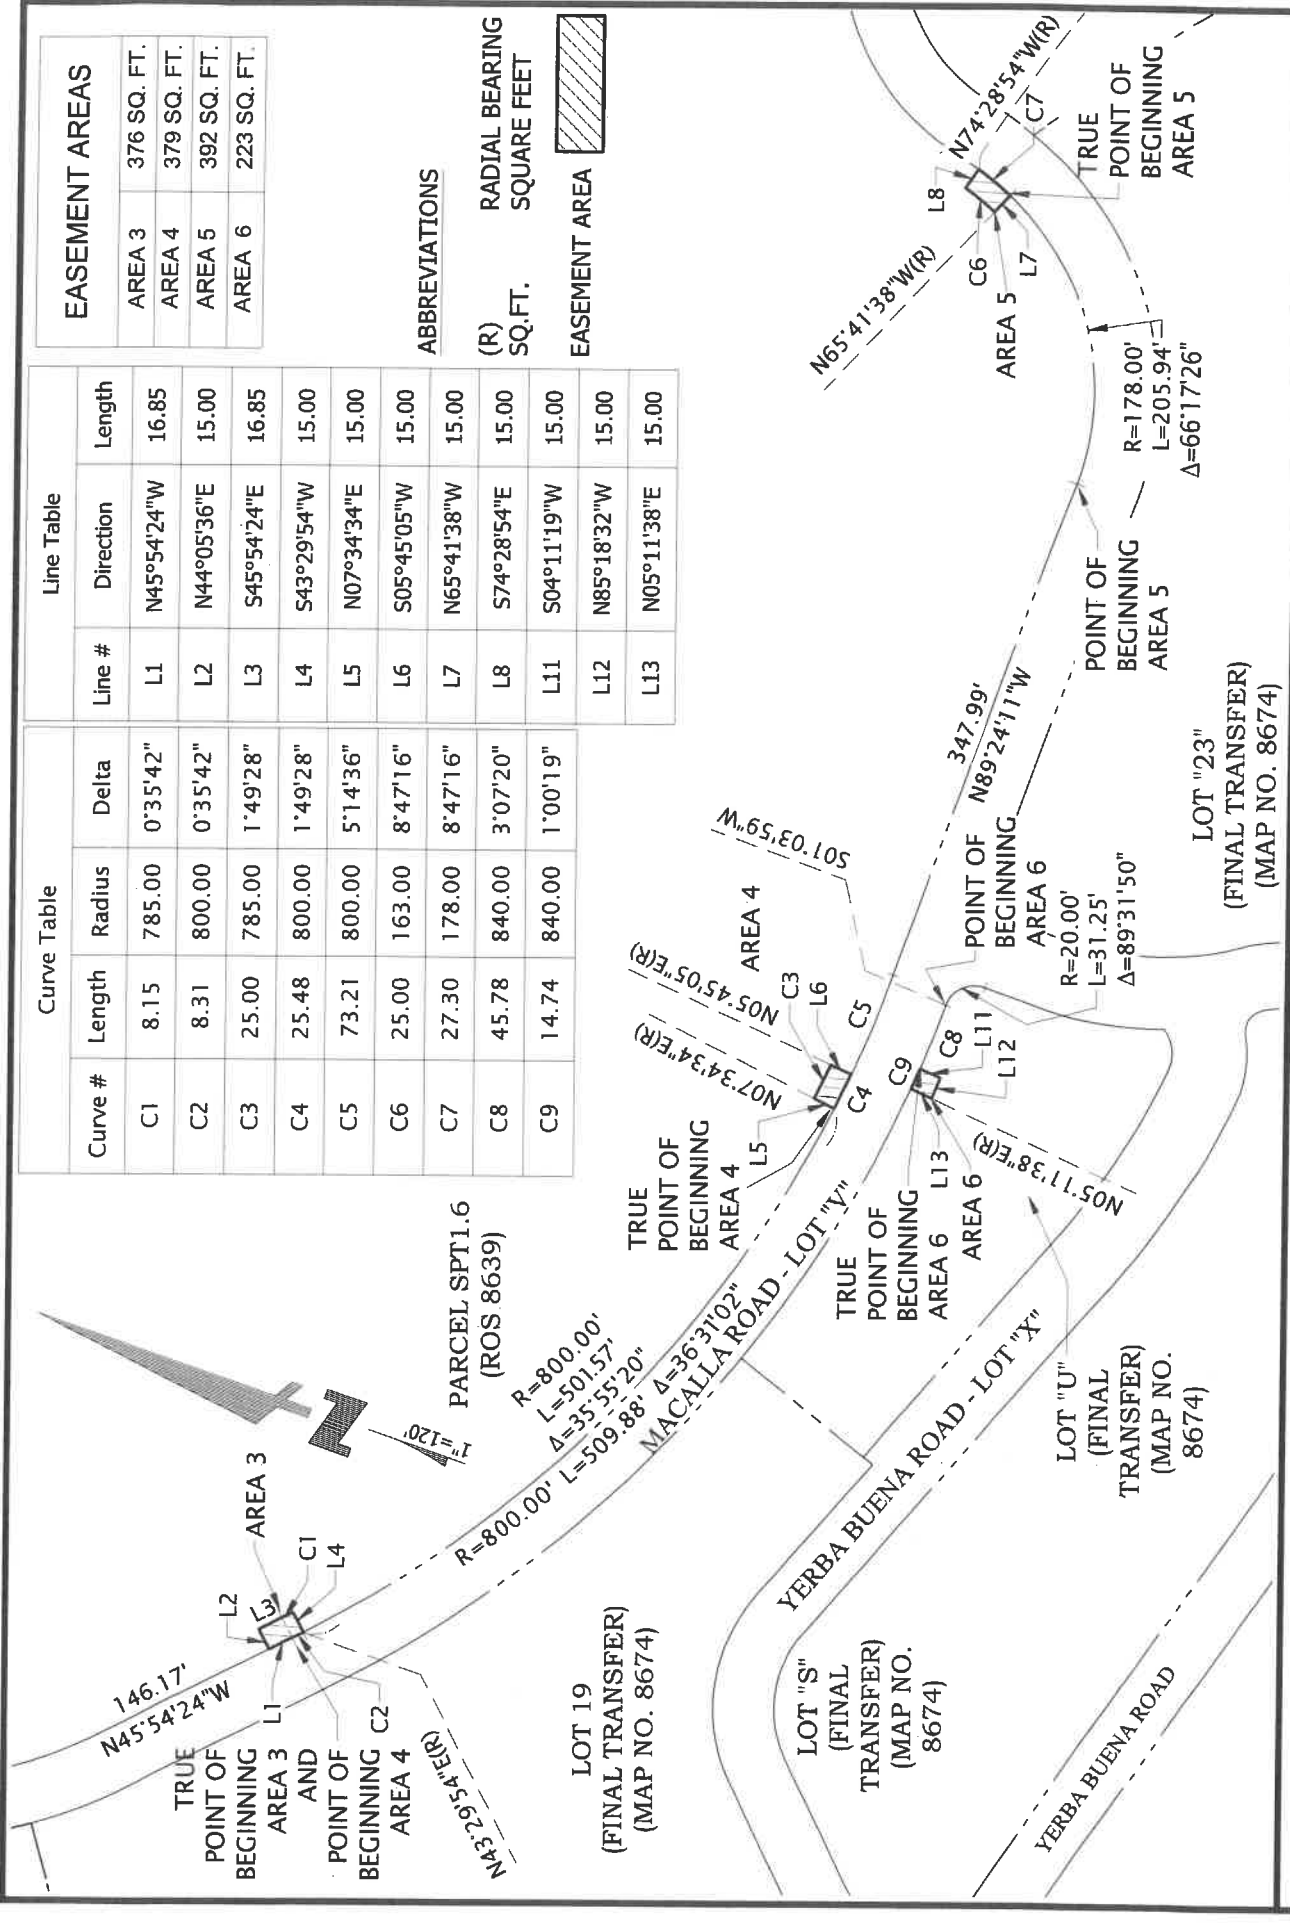 Curve Table
Curve # Length Radius Delta
C1 8.15 785.00 0°35'42"
C2 8.31 800.00 0°35'42"
C3 25.00 785.00 1°49'28"
C4 25.48 800.00 1°49'28"
C5 73.21 800.00 5°14'36"
C6 25.00 163.00 8°47'16"
C7 27.30 178.00 8°47'16"
C8 45.78 840.00 3°07'20"
C9 14.74 840.00 1°00'19"
Line Table
Line # Direction Length
L1 N45°54'24"W 16.85
L2 N44°05'36"E 15.00
L3 S45°54'24"E 16.85
L4 S43°29'54"W 15.00
L5 N07°34'34"E 15.00
L6 S05°45'05"W 15.00
L7 N65°41'38"W 15.00
L8 S74°28'54"E 15.00
L11 S04°11'19"W 15.00
L12 N85°18'32"W 15.00
L13 N05°11'38"E 15.00
EASEMENT AREAS
AREA 3 376 SQ. FT.
AREA 4 379 SQ. FT.
AREA 5 392 SQ. FT.
AREA 6 223 SQ. FT.
ABBREVIATIONS
(R) RADIAL BEARING
SQ.FT. SQUARE FEET
EASEMENT AREA
1"=120'
PARCEL SPT1.6
(ROS 8639)
146.17'
N45°54'24"W
L2
L3
AREA 3
C1
L4
L1
TRUE
POINT OF
BEGINNING
AREA 3
AND
POINT OF
BEGINNING
AREA 4
C2
N43°29'54"E(R)
R=800.00'
L=501.57'
Δ=35°55'20"
R=800.00' L=509.88' Δ=36°31'02"
MACALLA ROAD - LOT "V"
TRUE
POINT OF
BEGINNING
AREA 4
L5
N07°34'34"E(R)
N05°45'05"E(R)
C3
L6
AREA 4
C4
C5
S01°03'59"W
347.99'
N89°24'11"W
POINT OF
BEGINNING
AREA 6
R=20.00'
L=31.25'
Δ=89°31'50"
C9
C8
L11
L12
L13
TRUE
POINT OF
BEGINNING
AREA 6
AREA 6
N05°11'38"E(R)
POINT OF
BEGINNING
AREA 5
R=178.00'
L=205.94'
Δ=66°17'26"
N65°41'38"W(R)
N74°28'54"W(R)
L8
C6
L7
AREA 5
C7
TRUE
POINT OF
BEGINNING
AREA 5
LOT 19
(FINAL TRANSFER)
(MAP NO. 8674)
LOT "S"
(FINAL
TRANSFER)
(MAP NO.
8674)
YERBA BUENA ROAD - LOT "X"
YERBA BUENA ROAD
LOT "U"
(FINAL
TRANSFER)
(MAP NO.
8674)
LOT "23"
(FINAL TRANSFER)
(MAP NO. 8674)